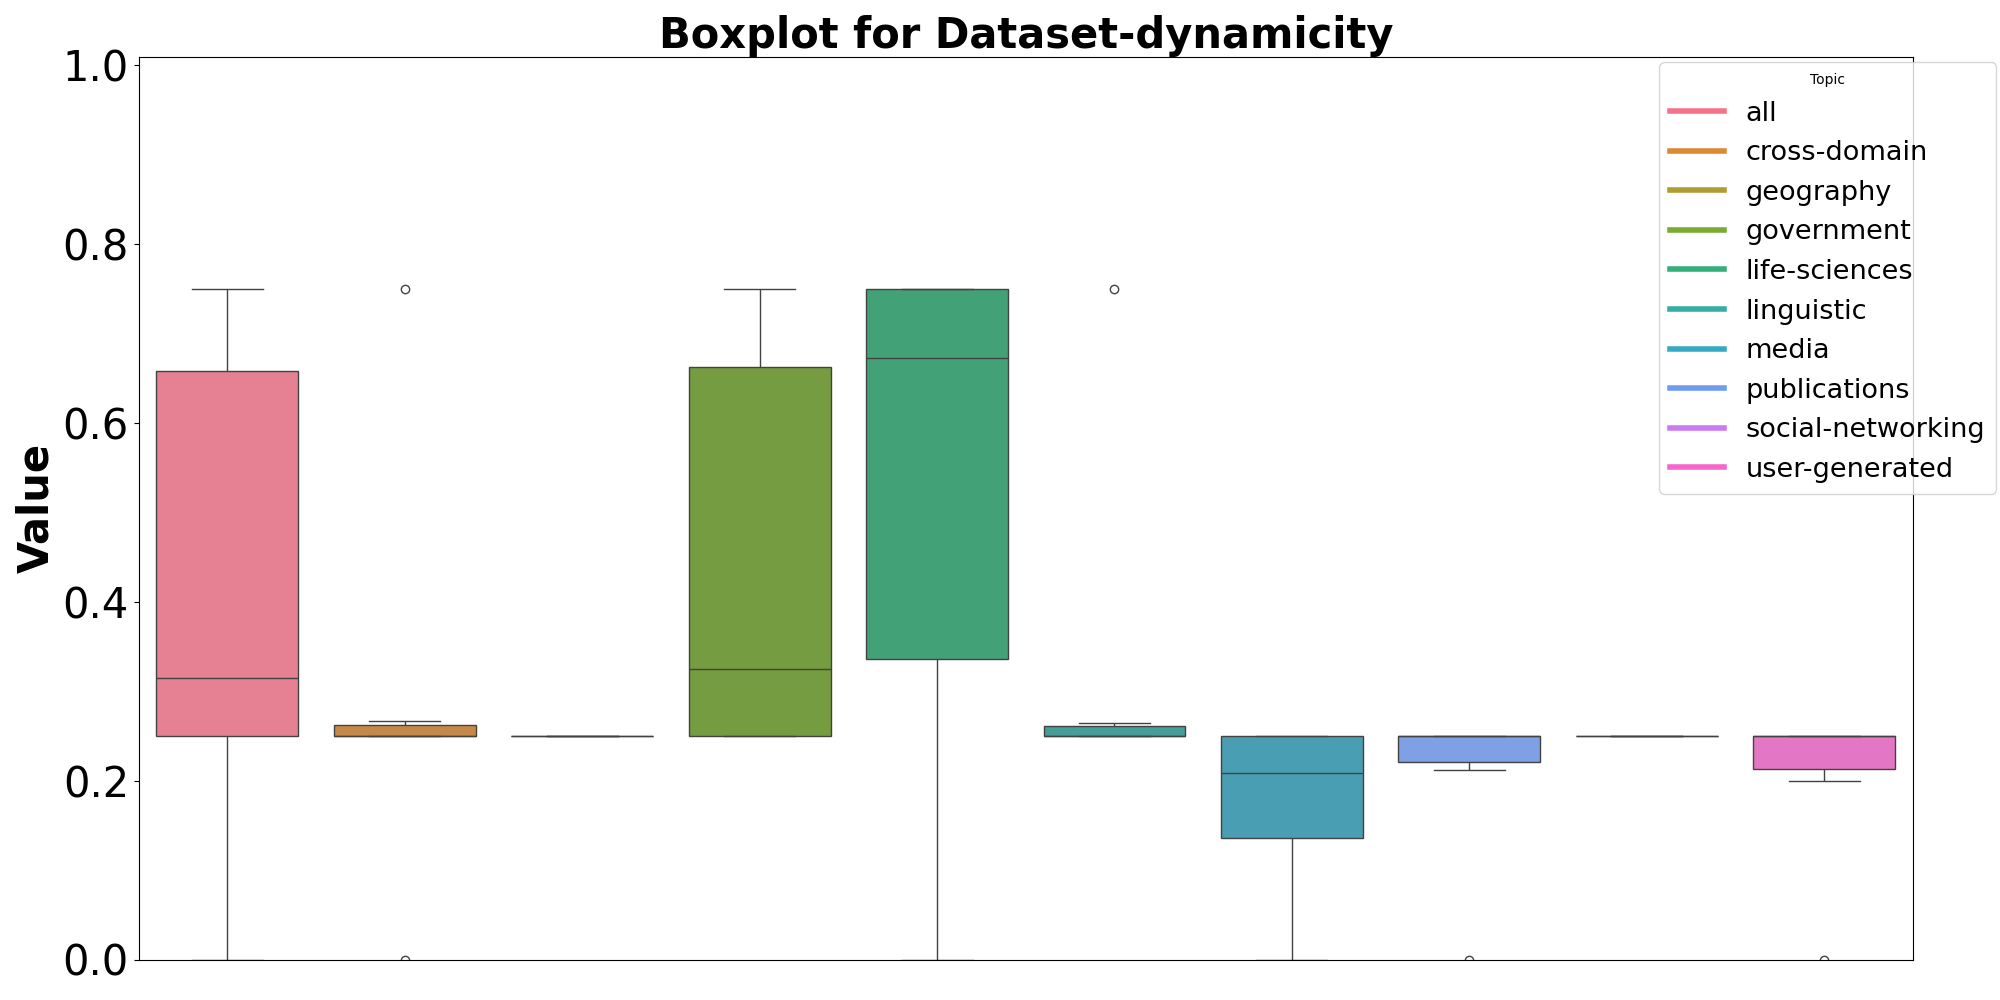 Boxplot for Dataset-dynamicity
Value
1.0
0.8
0.6
0.4
0.2
0.0
Topic
all
cross-domain
geography
government
life-sciences
linguistic
media
publications
social-networking
user-generated